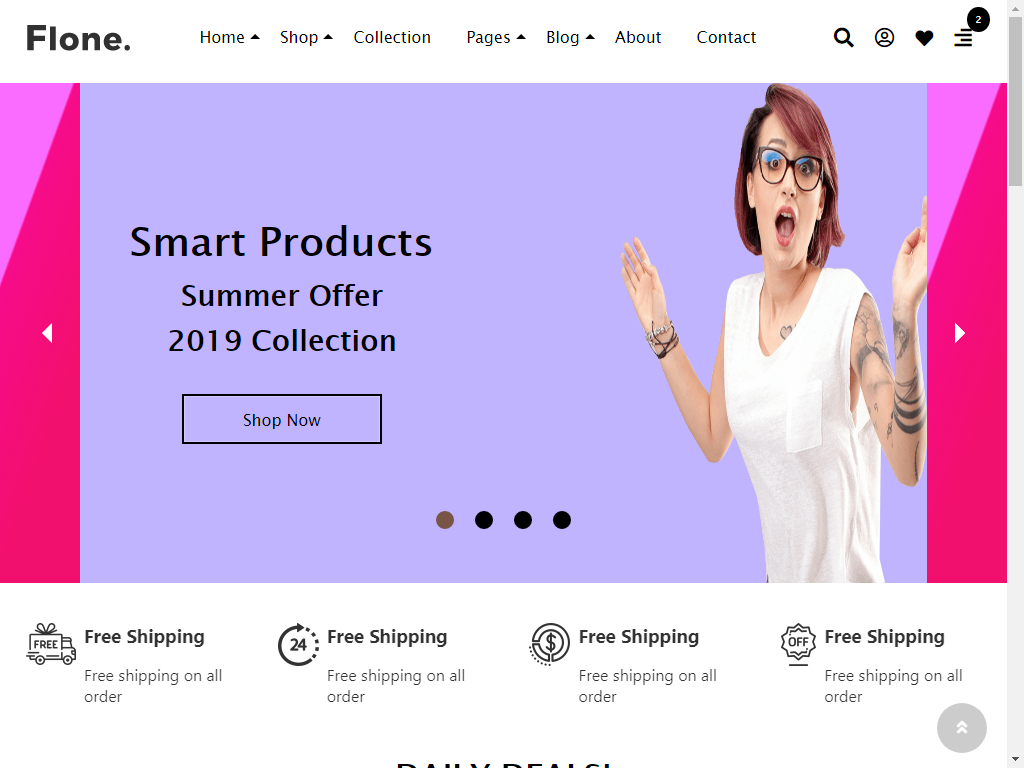 Flone.
Home Shop Collection Pages Blog About Contact
2
Smart Products
Summer Offer
2019 Collection
Shop Now
FREE
Free Shipping
Free shipping on all
order
24
Free Shipping
Free shipping on all
order
$
Free Shipping
Free shipping on all
order
OFF
Free Shipping
Free shipping on all
order
DAILY DEALS!